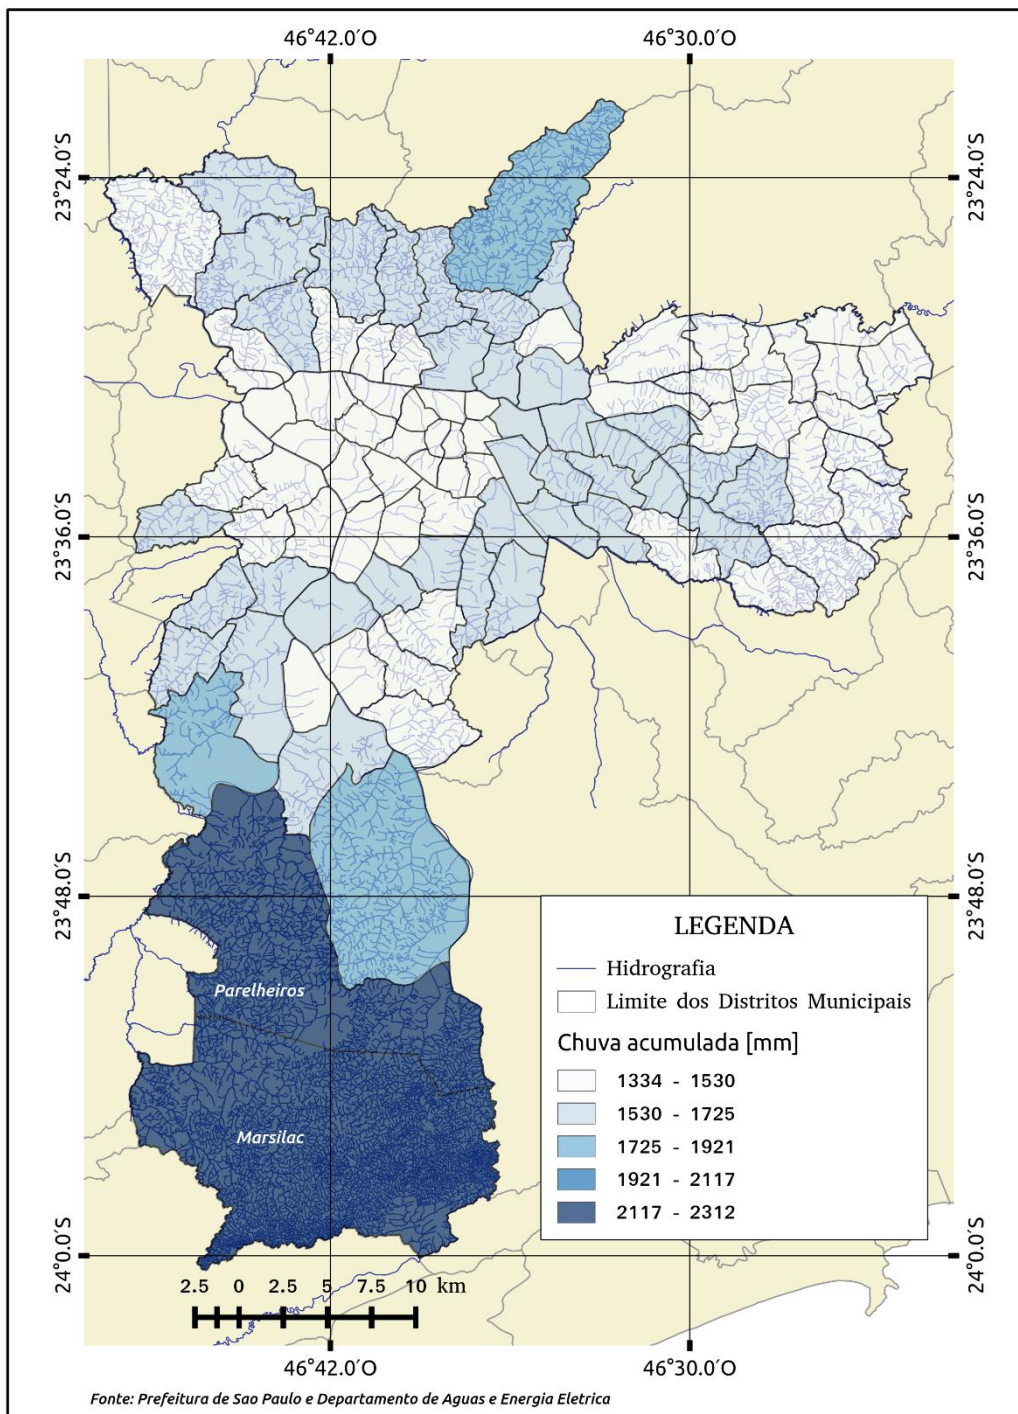 46°42.0′O 46°30.0′O
23°24.0′S 23°24.0′S
23°36.0′S 23°36.0′S
23°48.0′S 23°48.0′S
Parelheiros
Marsilac
LEGENDA
Hidrografia
Limite dos Distritos Municipais
Chuva acumulada [mm]
1334 - 1530
1530 - 1725
1725 - 1921
1921 - 2117
2117 - 2312
24°0.0′S 24°0.0′S
2.5 0 2.5 5 7.5 10 km
46°42.0′O 46°30.0′O
Fonte: Prefeitura de Sao Paulo e Departamento de Aguas e Energia Eletrica